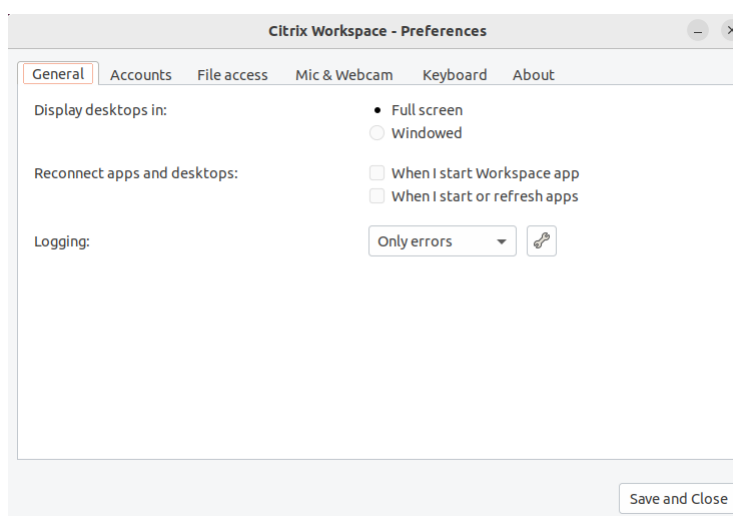 Citrix Workspace - Preferences
General Accounts File access Mic & Webcam Keyboard About
Display desktops in: Full screen
Windowed
Reconnect apps and desktops: When I start Workspace app
When I start or refresh apps
Logging: Only errors
Save and Close